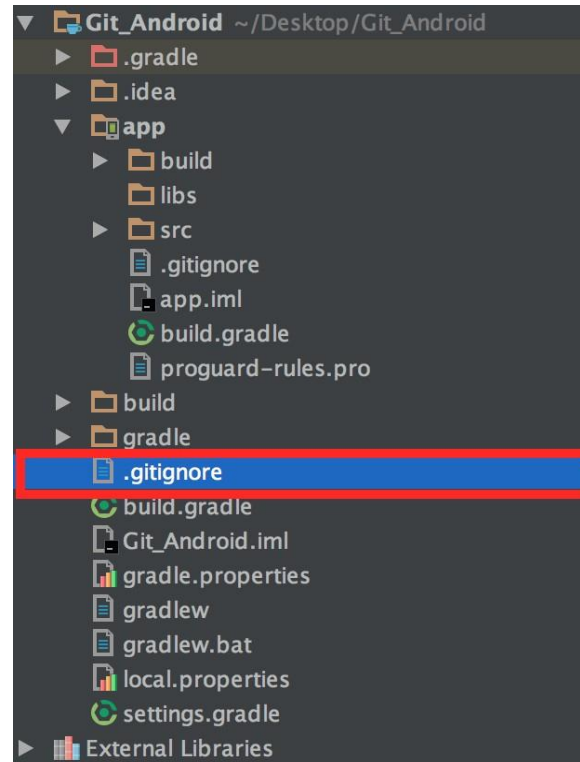 Git_Android ~/Desktop/Git_Android
.gradle
.idea
app
build
libs
src
.gitignore
app.iml
build.gradle
proguard-rules.pro
build
gradle
.gitignore
build.gradle
Git_Android.iml
gradle.properties
gradlew
gradlew.bat
local.properties
settings.gradle
External Libraries